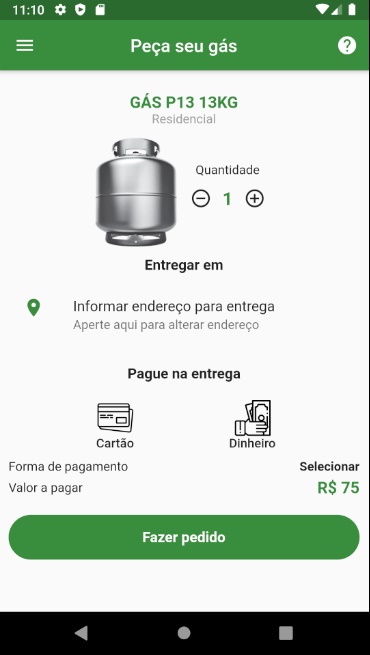 11:10
Peça seu gás
GÁS P13 13KG
Residencial
Quantidade
1
Entregar em
Informar endereço para entrega
Aperte aqui para alterar endereço
Pague na entrega
Cartão
Dinheiro
Forma de pagamento
Selecionar
Valor a pagar
R$ 75
Fazer pedido